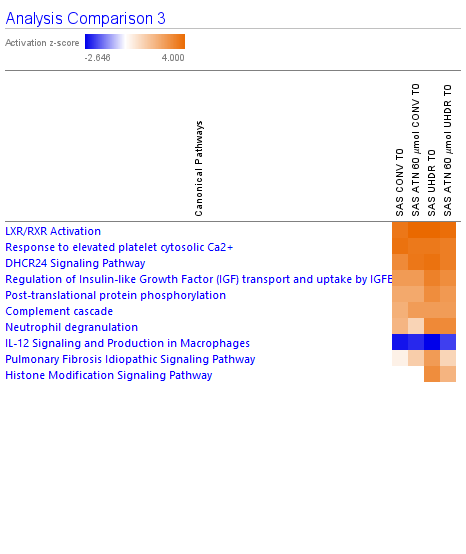 Analysis Comparison 3
Activation z-score
-2.646 4.000
Canonical Pathways
SAS CONV T0
SAS ATN 60 µmol CONV T0
SAS UHDR T0
SAS ATN 60 µmol UHDR T0
LXR/RXR Activation
Response to elevated platelet cytosolic Ca2+
DHCR24 Signaling Pathway
Regulation of Insulin-like Growth Factor (IGF) transport and uptake by IGFE
Post-translational protein phosphorylation
Complement cascade
Neutrophil degranulation
IL-12 Signaling and Production in Macrophages
Pulmonary Fibrosis Idiopathic Signaling Pathway
Histone Modification Signaling Pathway